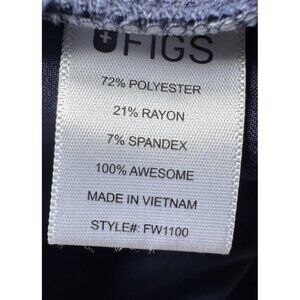 FIGS
72% POLYESTER
21% RAYON
7% SPANDEX
100% AWESOME
MADE IN VIETNAM
STYLE#: FW1100